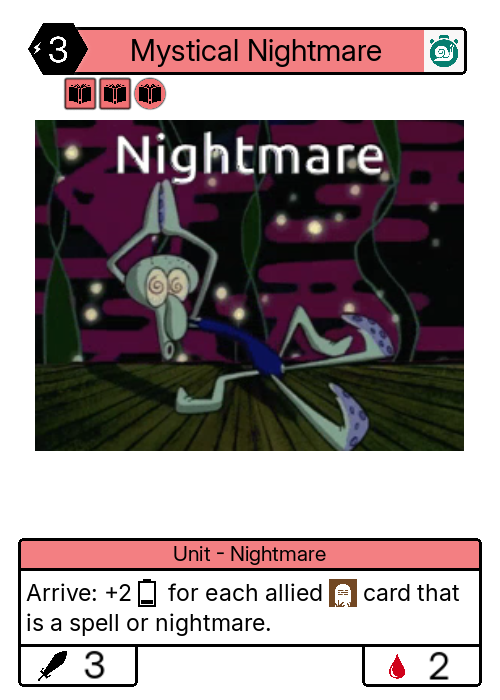 3 Mystical Nightmare
Nightmare
Unit - Nightmare
Arrive: +2 for each allied card that
is a spell or nightmare.
3 2